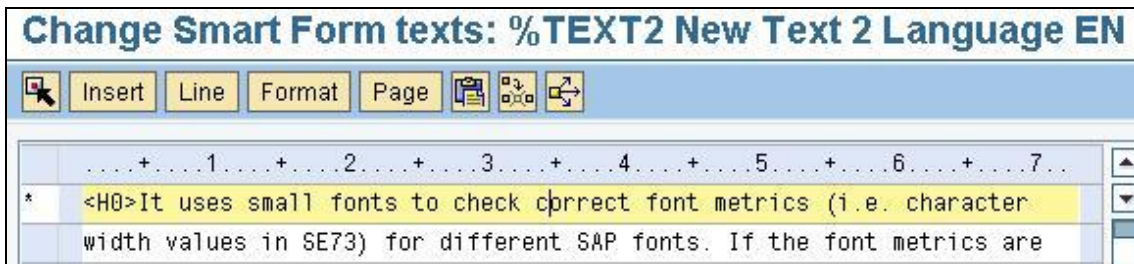 Change Smart Form texts: %TEXT2 New Text 2 Language EN
Insert Line Format Page
....+....1....+....2....+....3....+....4....+....5....+....6....+....7..
* <H0>It uses small fonts to check correct font metrics (i.e. character
width values in SE73) for different SAP fonts. If the font metrics are